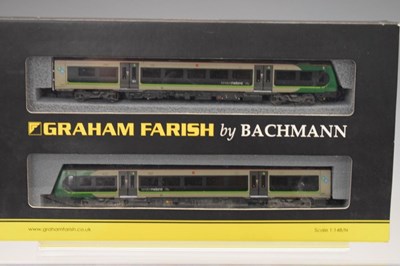 GRAHAM FARISH by BACHMANN
www.grahamfarish.co.uk
Scale 1:148/N